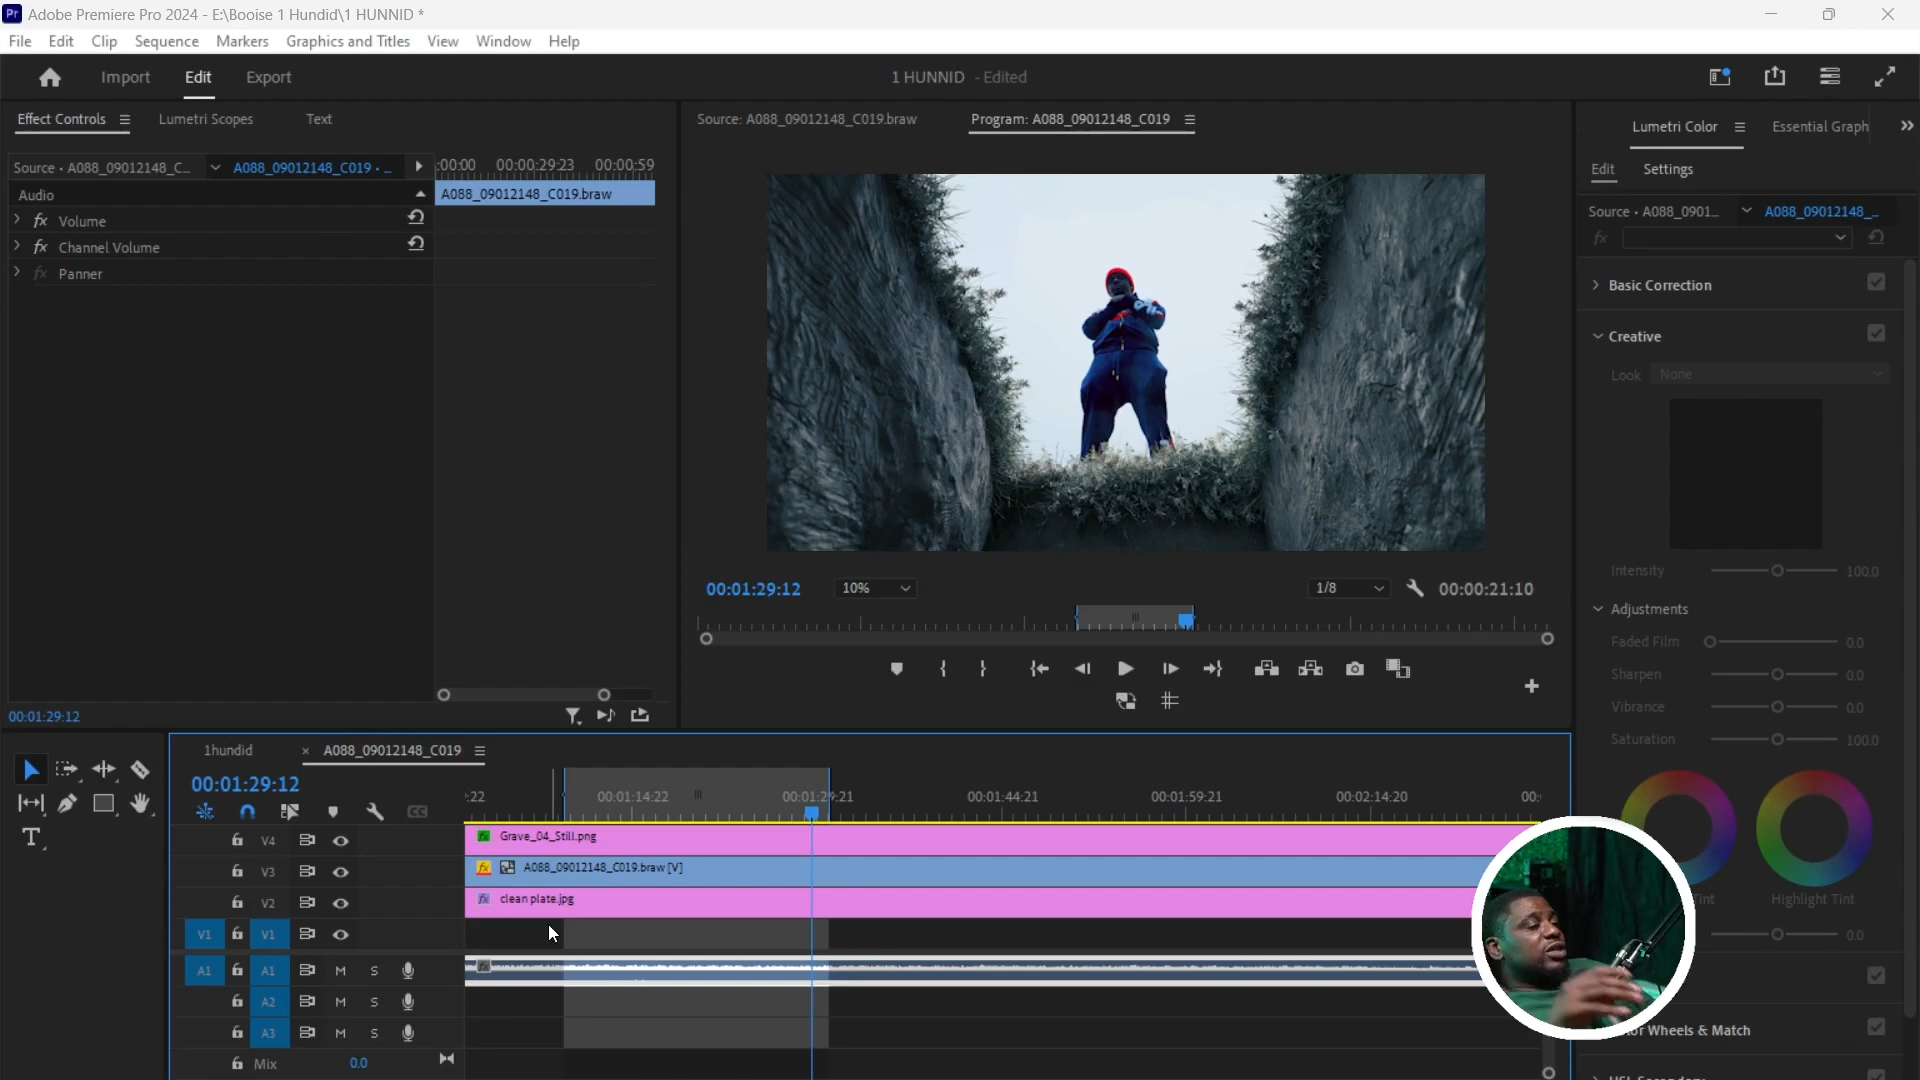 Pr Adobe Premiere Pro 2024 - E:\Booise 1 Hundid\1 HUNNID *
File Edit Clip Sequence Markers Graphics and Titles View Window Help
Import Edit Export 1 HUNNID - Edited
Effect Controls Lumetri Scopes Text
Source: A088_09012148_C019.braw Program: A088_09012148_C019
Lumetri Color Essential Graph
Edit Settings
Source • A088_09012148_C... A088_09012148_C019 • ... :00:00 00:00:29:23 00:00:59
Audio A088_09012148_C019.braw
fx Volume
fx Channel Volume
fx Panner
Source • A088_0901... A088_09012148_...
fx
Basic Correction
Creative
Look None
Intensity 100.0
Adjustments
Faded Film 0.0
Sharpen 0.0
Vibrance 0.0
Saturation 100.0
00:01:29:12 10% 1/8 00:00:21:10
00:01:29:12
1hundid × A088_09012148_C019
00:01:29:12
:22 00:01:14:22 00:01:29:21 00:01:44:21 00:01:59:21 00:02:14:20 00:
CC
T
V4 fx Grave_04_Still.png
V3 fx A088_09012148_C019.braw [V]
V2 fx clean plate.jpg
V1 V1
A1 A1 M S fx
A2 M S
A3 M S
Mix 0.0
Tint Highlight Tint
0.0
or Wheels & Match